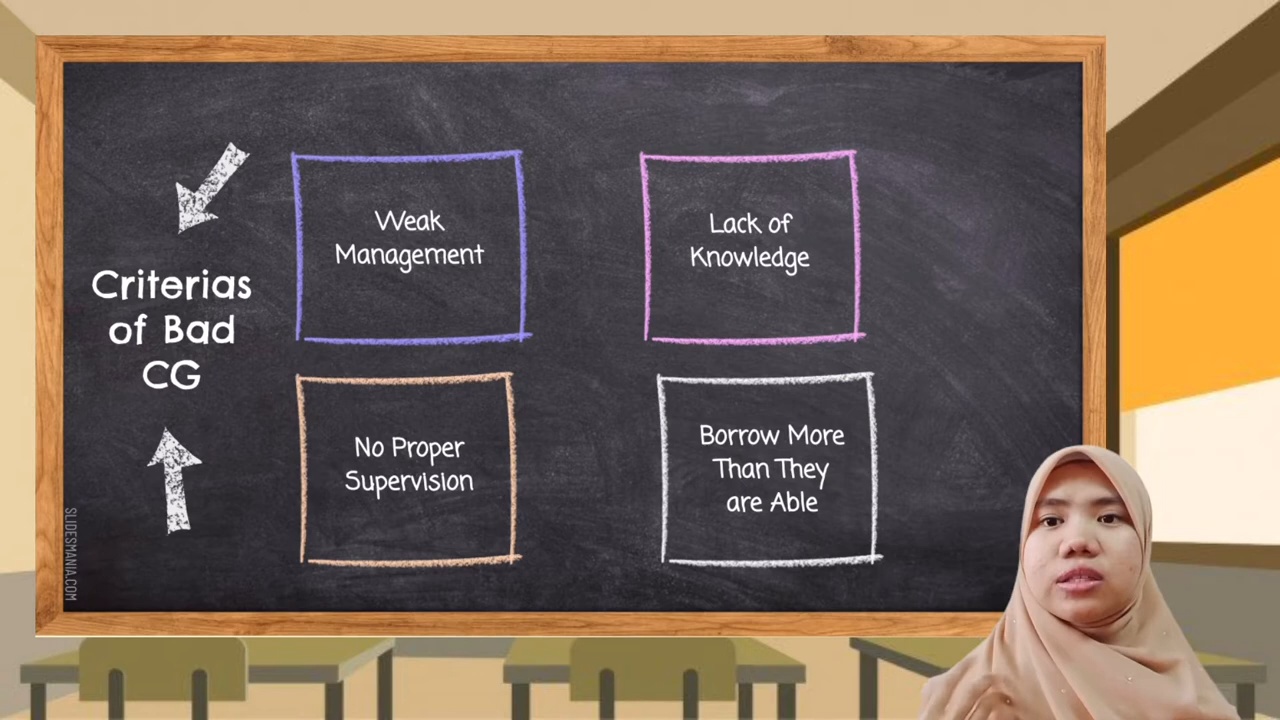 Criterias
of Bad
CG
Weak
Management
Lack of
Knowledge
No Proper
Supervision
Borrow More
Than They
are Able
SLIDESMANIA.COM